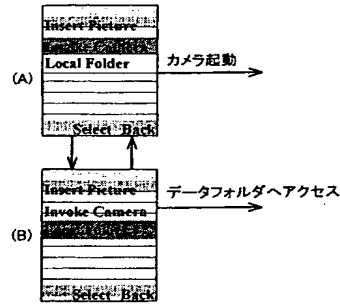 Insert Picture
Local Folder
カメラ起動
(A)
Select Back
Insert Picture
Invoke Camera
データフォルダへアクセス
(B)
Select Back